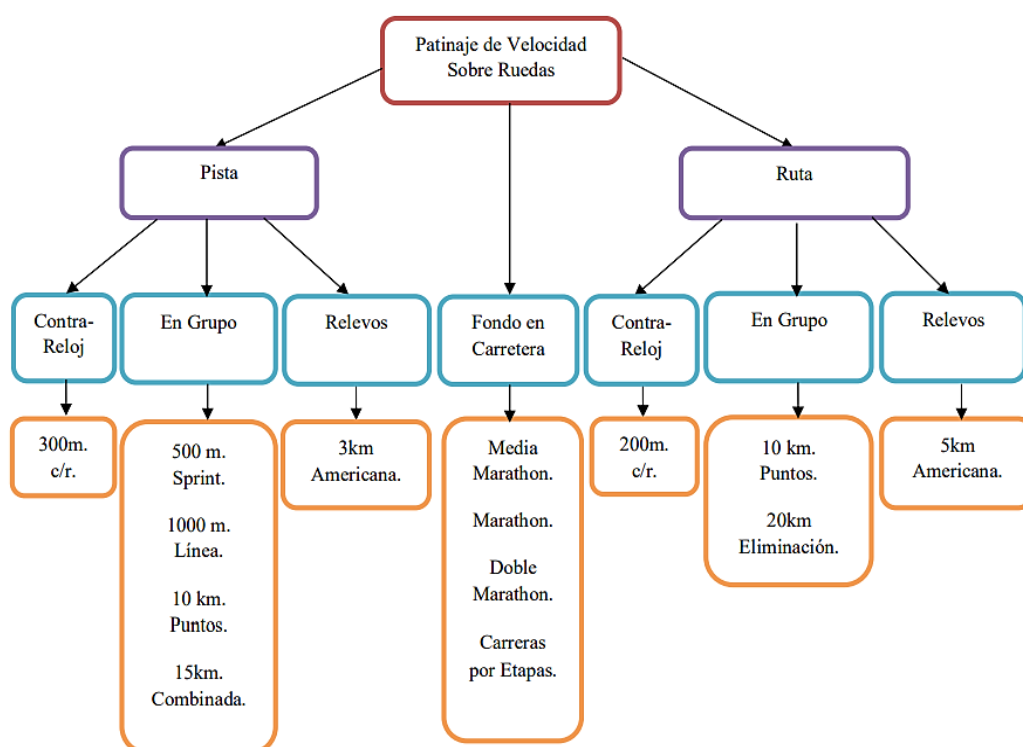 Patinaje de Velocidad
Sobre Ruedas
Pista
Ruta
Contra-
Reloj
En Grupo
Relevos
Fondo en
Carretera
Contra-
Reloj
En Grupo
Relevos
300m.
c/r.
500 m.
Sprint.
1000 m.
Línea.
10 km.
Puntos.
15km.
Combinada.
3km
Americana.
Media
Marathon.
Marathon.
Doble
Marathon.
Carreras
por Etapas.
200m.
c/r.
10 km.
Puntos.
20km
Eliminación.
5km
Americana.